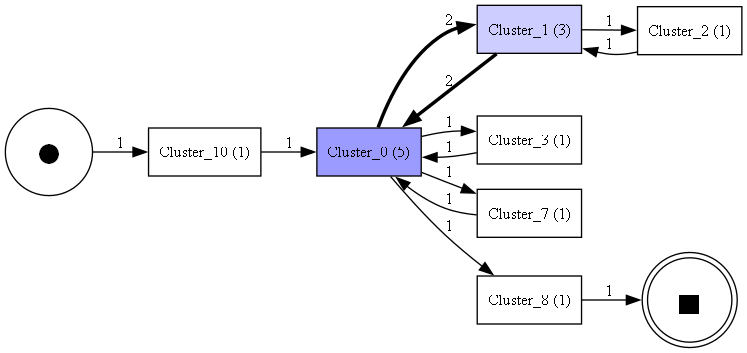 2
Cluster_1 (3)
1
1
Cluster_2 (1)
2
1
Cluster_10 (1)
1
Cluster_0 (5)
1
1
Cluster_3 (1)
1
1
Cluster_7 (1)
1
Cluster_8 (1)
1